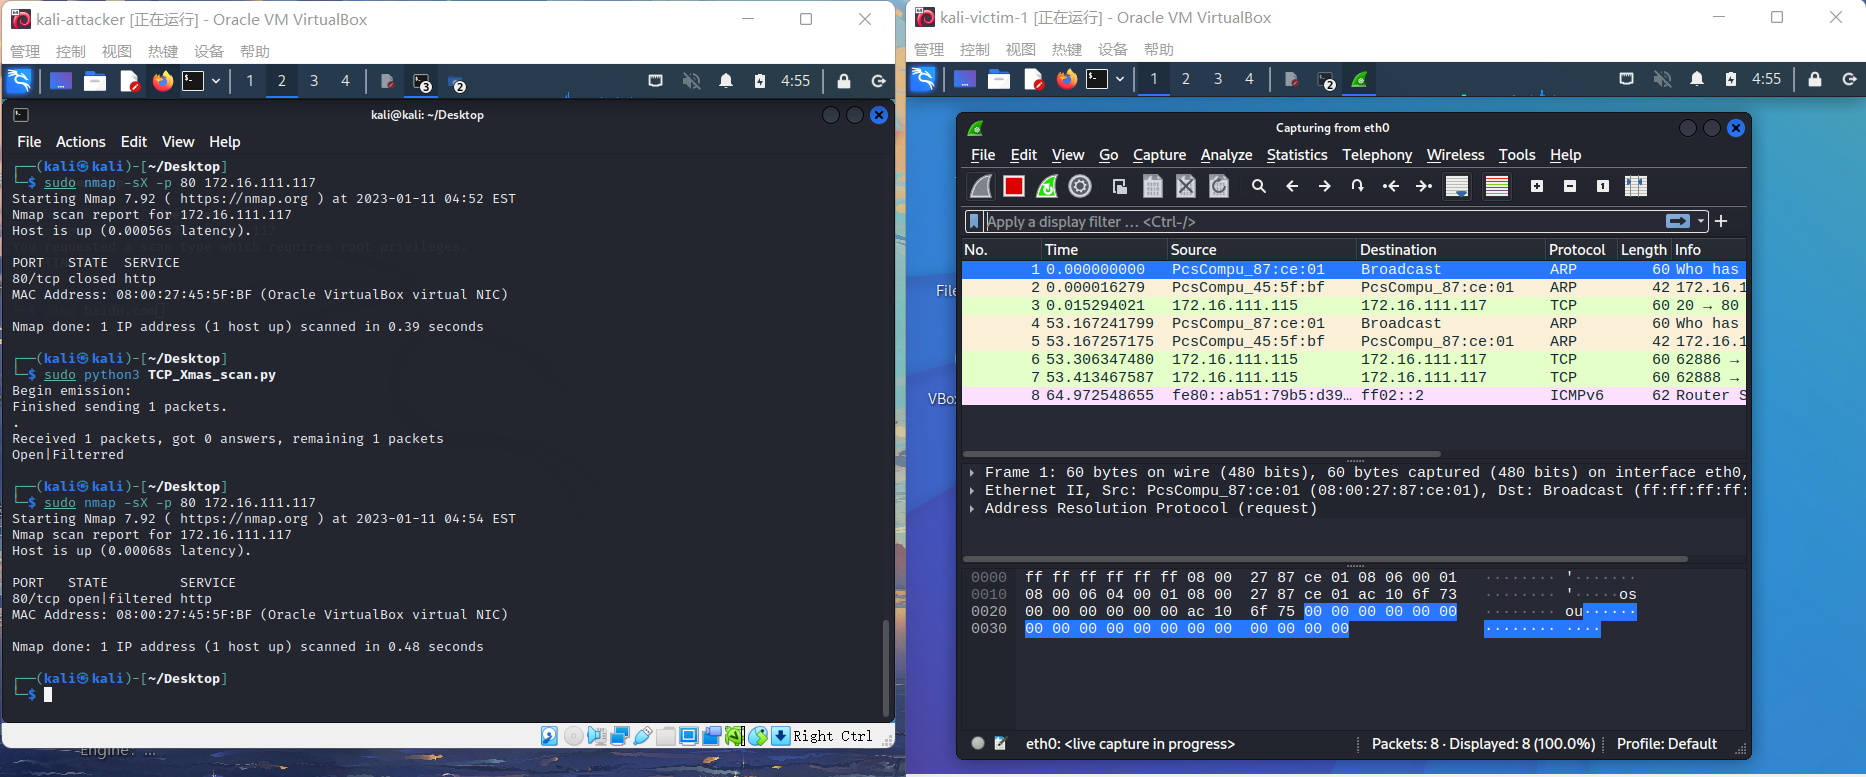 kali-attacker [正在运行] - Oracle VM VirtualBox
管理 控制 视图 热键 设备 帮助
1 2 3 4 3 2 4:55
kali@kali: ~/Desktop
File Actions Edit View Help
┌──(kali㉿kali)-[~/Desktop]
└─$ sudo nmap -sX -p 80 172.16.111.117
Starting Nmap 7.92 ( https://nmap.org ) at 2023-01-11 04:52 EST
Nmap scan report for 172.16.111.117
Host is up (0.00056s latency).
You requested a scan type which requires root privileges.
PORT   STATE  SERVICE
80/tcp closed http
MAC Address: 08:00:27:45:5F:BF (Oracle VirtualBox virtual NIC)
Nmap done: 1 IP address (1 host up) scanned in 0.39 seconds
┌──(kali㉿kali)-[~/Desktop]
└─$ sudo python3 TCP_Xmas_scan.py
Begin emission:
Finished sending 1 packets.
.
Received 1 packets, got 0 answers, remaining 1 packets
Open|Filterred
┌──(kali㉿kali)-[~/Desktop]
└─$ sudo nmap -sX -p 80 172.16.111.117
Starting Nmap 7.92 ( https://nmap.org ) at 2023-01-11 04:54 EST
Nmap scan report for 172.16.111.117
Host is up (0.00068s latency).
PORT   STATE         SERVICE
80/tcp open|filtered http
MAC Address: 08:00:27:45:5F:BF (Oracle VirtualBox virtual NIC)
Nmap done: 1 IP address (1 host up) scanned in 0.48 seconds
┌──(kali㉿kali)-[~/Desktop]
└─$
Right Ctrl
Engine: ...
kali-victim-1 [正在运行] - Oracle VM VirtualBox
管理 控制 视图 热键 设备 帮助
1 2 3 4 2 4:55
File
VBo
Capturing from eth0
File Edit View Go Capture Analyze Statistics Telephony Wireless Tools Help
Apply a display filter ... <Ctrl-/>
No. Time Source Destination Protocol Length Info
1 0.000000000 PcsCompu_87:ce:01 Broadcast ARP 60 Who has
2 0.000016279 PcsCompu_45:5f:bf PcsCompu_87:ce:01 ARP 42 172.16.1
3 0.015294021 172.16.111.115 172.16.111.117 TCP 60 20 → 80
4 53.167241799 PcsCompu_87:ce:01 Broadcast ARP 60 Who has
5 53.167257175 PcsCompu_45:5f:bf PcsCompu_87:ce:01 ARP 42 172.16.1
6 53.306347480 172.16.111.115 172.16.111.117 TCP 60 62886 →
7 53.413467587 172.16.111.115 172.16.111.117 TCP 60 62888 →
8 64.972548655 fe80::ab51:79b5:d39… ff02::2 ICMPv6 62 Router S
Frame 1: 60 bytes on wire (480 bits), 60 bytes captured (480 bits) on interface eth0,
Ethernet II, Src: PcsCompu_87:ce:01 (08:00:27:87:ce:01), Dst: Broadcast (ff:ff:ff:ff:
Address Resolution Protocol (request)
0000 ff ff ff ff ff ff 08 00 27 87 ce 01 08 06 00 01 ········ '·······
0010 08 00 06 04 00 01 08 00 27 87 ce 01 ac 10 6f 73 ········ '·····os
0020 00 00 00 00 00 00 ac 10 6f 75 00 00 00 00 00 00 ········ ou······
0030 00 00 00 00 00 00 00 00 00 00 00 00 ········ ····
eth0: <live capture in progress>
Packets: 8 · Displayed: 8 (100.0%)
Profile: Default